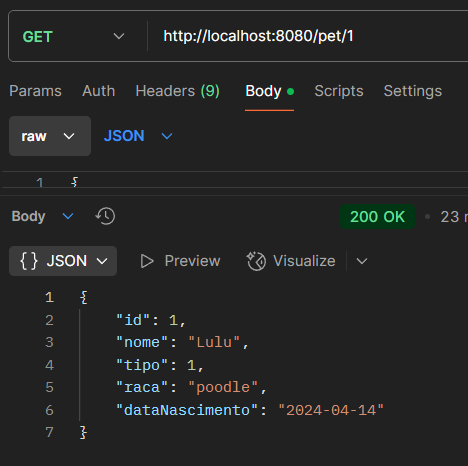 GET http://localhost:8080/pet/1
Params Auth Headers (9) Body Scripts Settings
raw JSON
1 {
Body 200 OK 23
{} JSON Preview Visualize
1 {
2 "id": 1,
3 "nome": "Lulu",
4 "tipo": 1,
5 "raca": "poodle",
6 "dataNascimento": "2024-04-14"
7 }